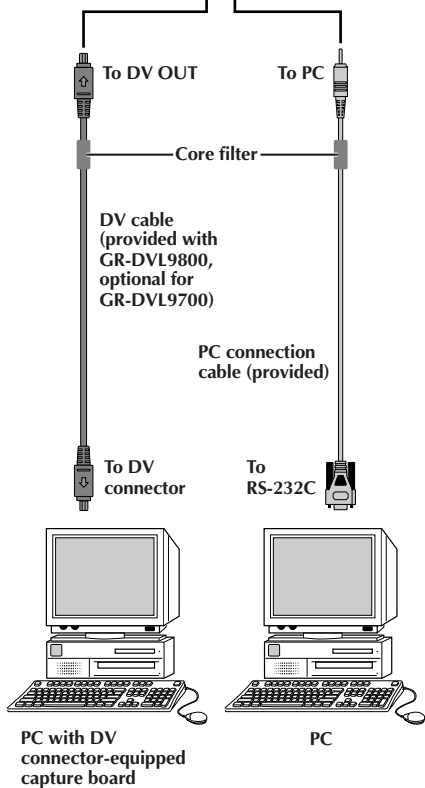 To DV OUT
To PC
Core filter
DV cable
(provided with
GR-DVL9800,
optional for
GR-DVL9700)
PC connection
cable (provided)
To DV
connector
To
RS-232C
PC with DV
connector-equipped
capture board
PC